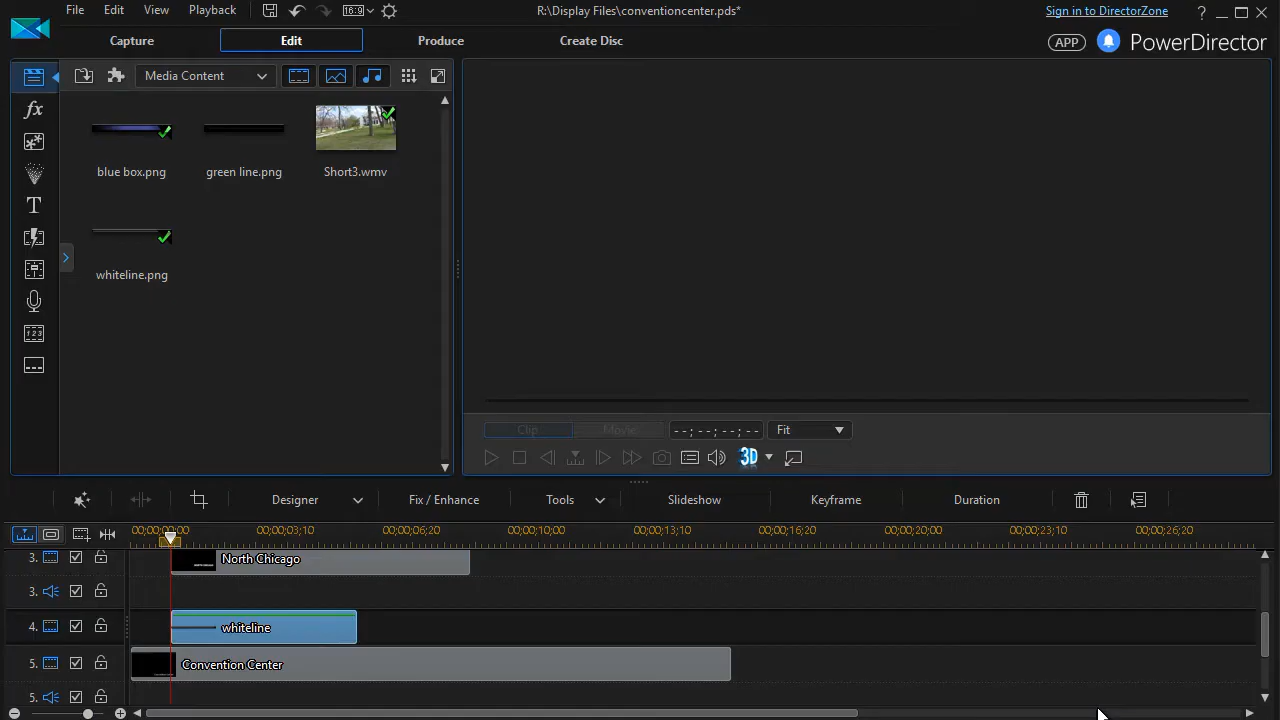 File Edit View Playback 16:9 R:\Display Files\conventioncenter.pds* Sign in to DirectorZone ?
Capture Edit Produce Create Disc APP PowerDirector
Media Content
fx
blue box.png green line.png Short3.wmv
T
whiteline.png
1 2 3
Clip Movie --;--;--;-- Fit
3D
Designer Fix / Enhance Tools Slideshow Keyframe Duration
00;00;00;00 00;00;03;10 00;00;06;20 00;00;10;00 00;00;13;10 00;00;16;20 00;00;20;00 00;00;23;10 00;00;26;20
3. North Chicago
3.
4. whiteline
5. Convention Center
5.